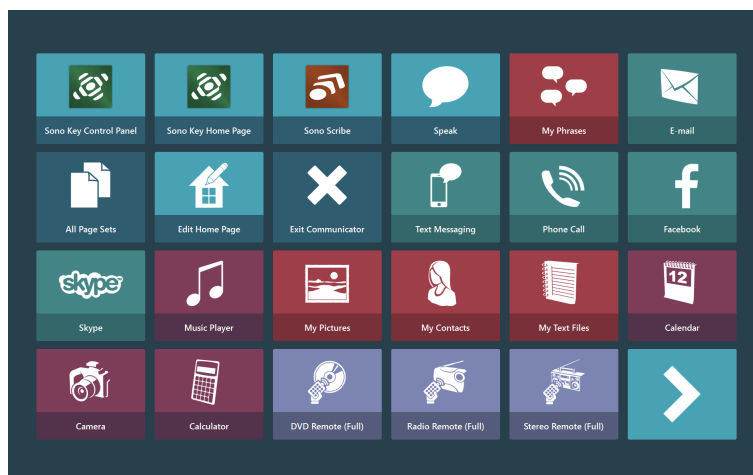 Sono Key Control Panel
Sono Key Home Page
Sono Scribe
Speak
My Phrases
E-mail
All Page Sets
Edit Home Page
Exit Communicator
Text Messaging
Phone Call
Facebook
skype
Skype
Music Player
My Pictures
My Contacts
My Text Files
12
Calendar
Camera
Calculator
DVD Remote (Full)
Radio Remote (Full)
Stereo Remote (Full)